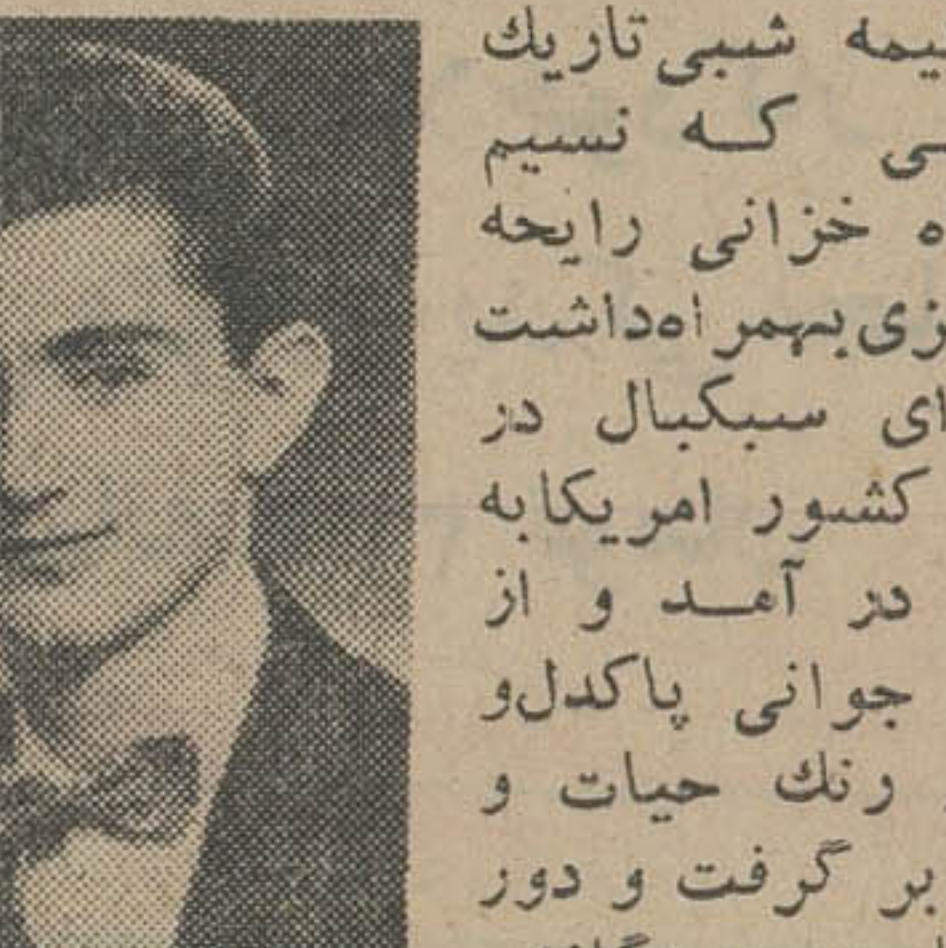 شبی تاریك
که نسیم
خزانی رایحه
بهمراه داشت
سبکبال در
کشور امریکا به
در آمد و از
جوانی پاکدل و
رنك حیات و
بر گرفت و دور